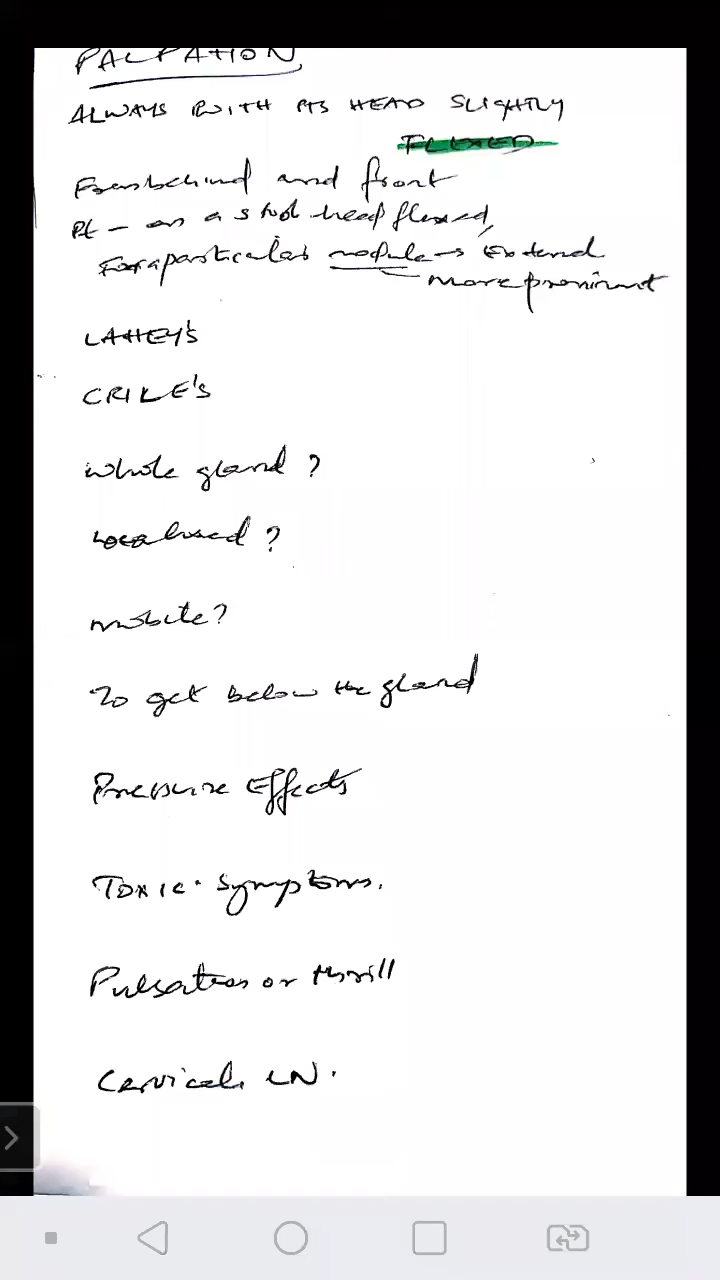 PALPATION
ALWAYS WITH PTS HEAD SLIGHTLY
FLEXED
From behind and front
Pt - on a stool head flexed,
For a particular nodule → Extend
more prominent
LAHEY'S
CRILE'S
whole gland ?
Localised ?
mobile ?
To get below the gland
Pressure Effects
Toxic Symptoms.
Pulsation or thrill
Cervical LN.